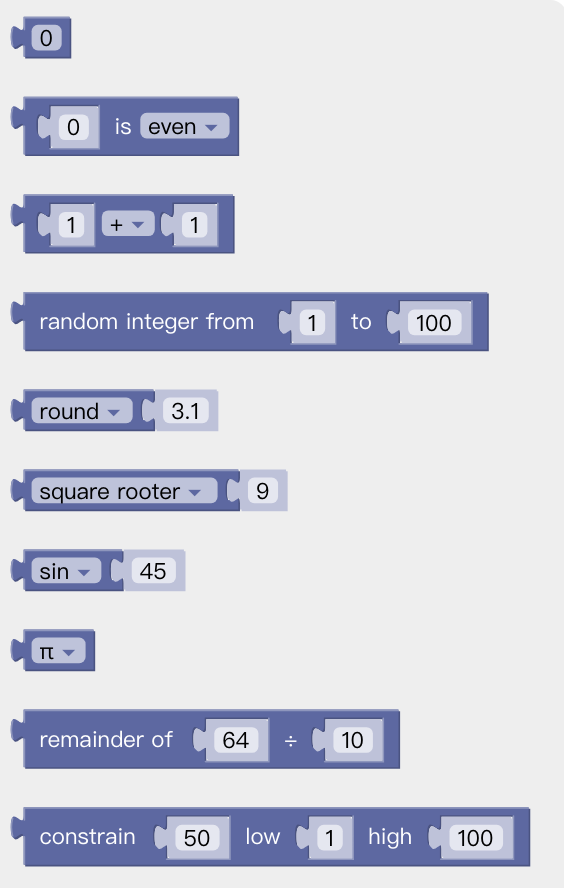 0
0 is even
1 + 1
random integer from 1 to 100
round 3.1
square rooter 9
sin 45
π
remainder of 64 ÷ 10
constrain 50 low 1 high 100